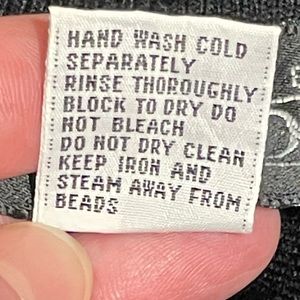 HAND WASH COLD
SEPARATELY
RINSE THOROUGHLY
BLOCK TO DRY DO
NOT BLEACH
DO NOT DRY CLEAN
KEEP IRON AND
STEAM AWAY FROM
BEADS